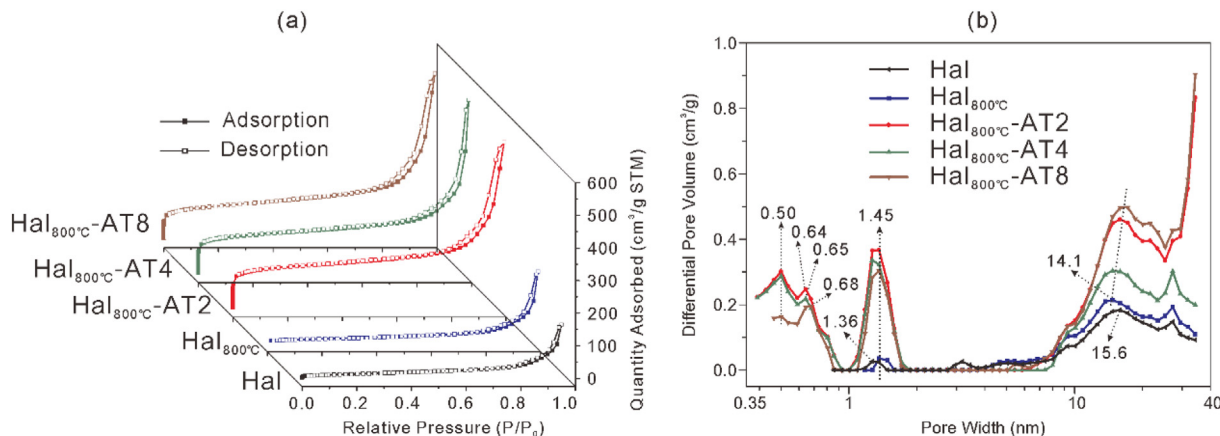 (a)
Adsorption
Desorption
Hal800℃-AT8
Hal800℃-AT4
Hal800℃-AT2
Hal800℃
Hal
600
500
400
300
200
100
0
Quantity Adsorbed (cm³/g STM)
0.0 0.2 0.4 0.6 0.8 1.0
Relative Pressure (P/P₀)
(b)
Hal
Hal800℃
Hal800℃-AT2
Hal800℃-AT4
Hal800℃-AT8
1.0
0.8
0.6
0.4
0.2
0.0
Differential Pore Volume (cm³/g)
0.50
0.64
0.65
0.68
1.36
1.45
14.1
15.6
0.35 1 10 40
Pore Width (nm)